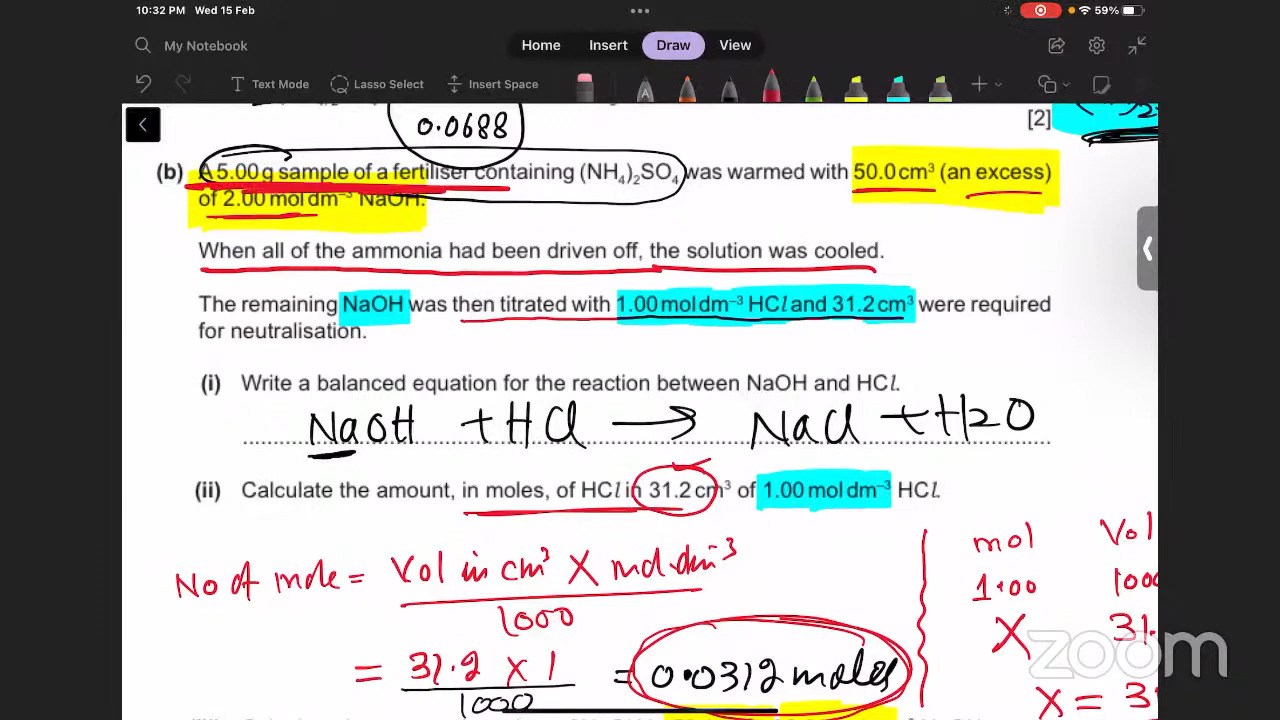 10:32 PM Wed 15 Feb
59%
My Notebook
Home Insert Draw View
Text Mode Lasso Select Insert Space
0.0688
[2]
(b) A 5.00 g sample of a fertiliser containing (NH₄)₂SO₄ was warmed with 50.0 cm³ (an excess)
of 2.00 mol dm⁻³ NaOH.
When all of the ammonia had been driven off, the solution was cooled.
The remaining NaOH was then titrated with 1.00 mol dm⁻³ HCl and 31.2 cm³ were required
for neutralisation.
(i) Write a balanced equation for the reaction between NaOH and HCl.
NaOH + HCl → NaCl + H2O
(ii) Calculate the amount, in moles, of HCl in 31.2 cm³ of 1.00 mol dm⁻³ HCl.
mol Vol
No of mole = Vol in cm³ X mol.dm⁻³
1000
1.00 1000
X 31.
= 31.2 X 1 = 0.0312 moles
1000
X = 3
zoom